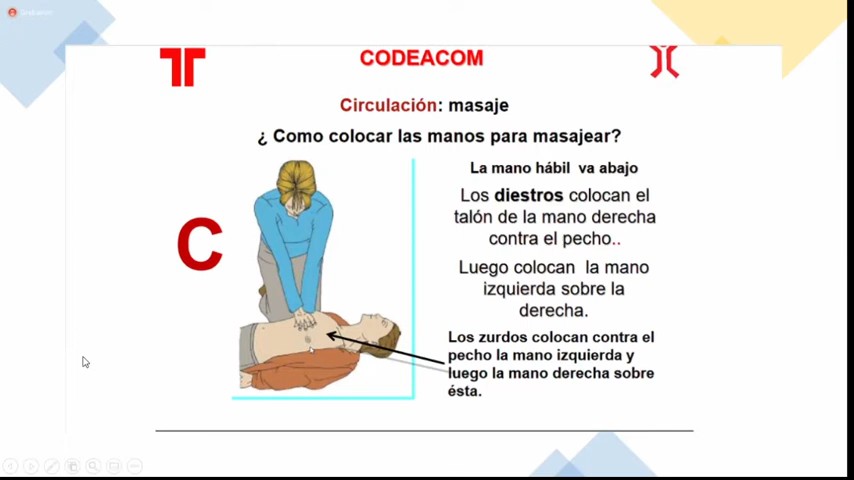 CODEACOM
Circulación: masaje
¿ Como colocar las manos para masajear?
La mano hábil va abajo
Los diestros colocan el
talón de la mano derecha
contra el pecho..
Luego colocan la mano
izquierda sobre la
derecha.
C
Los zurdos colocan contra el
pecho la mano izquierda y
luego la mano derecha sobre
ésta.